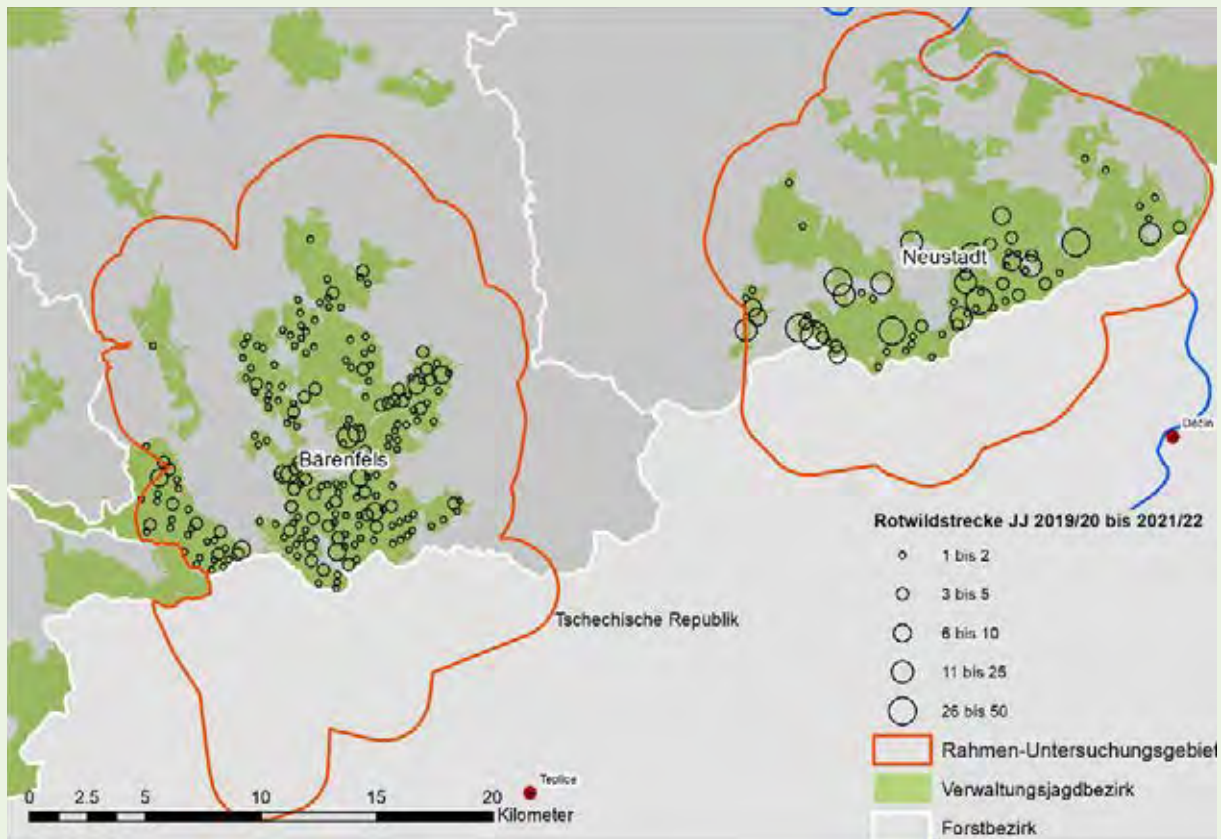 Neustadt
Bärenfels
Děčín
Rotwildstrecke JJ 2019/20 bis 2021/22
1 bis 2
3 bis 5
6 bis 10
11 bis 25
26 bis 50
Tschechische Republik
Rahmen-Untersuchungsgebiet
Verwaltungsjagdbezirk
Forstbezirk
Teplice
0 2.5 5 10 15 20
Kilometer